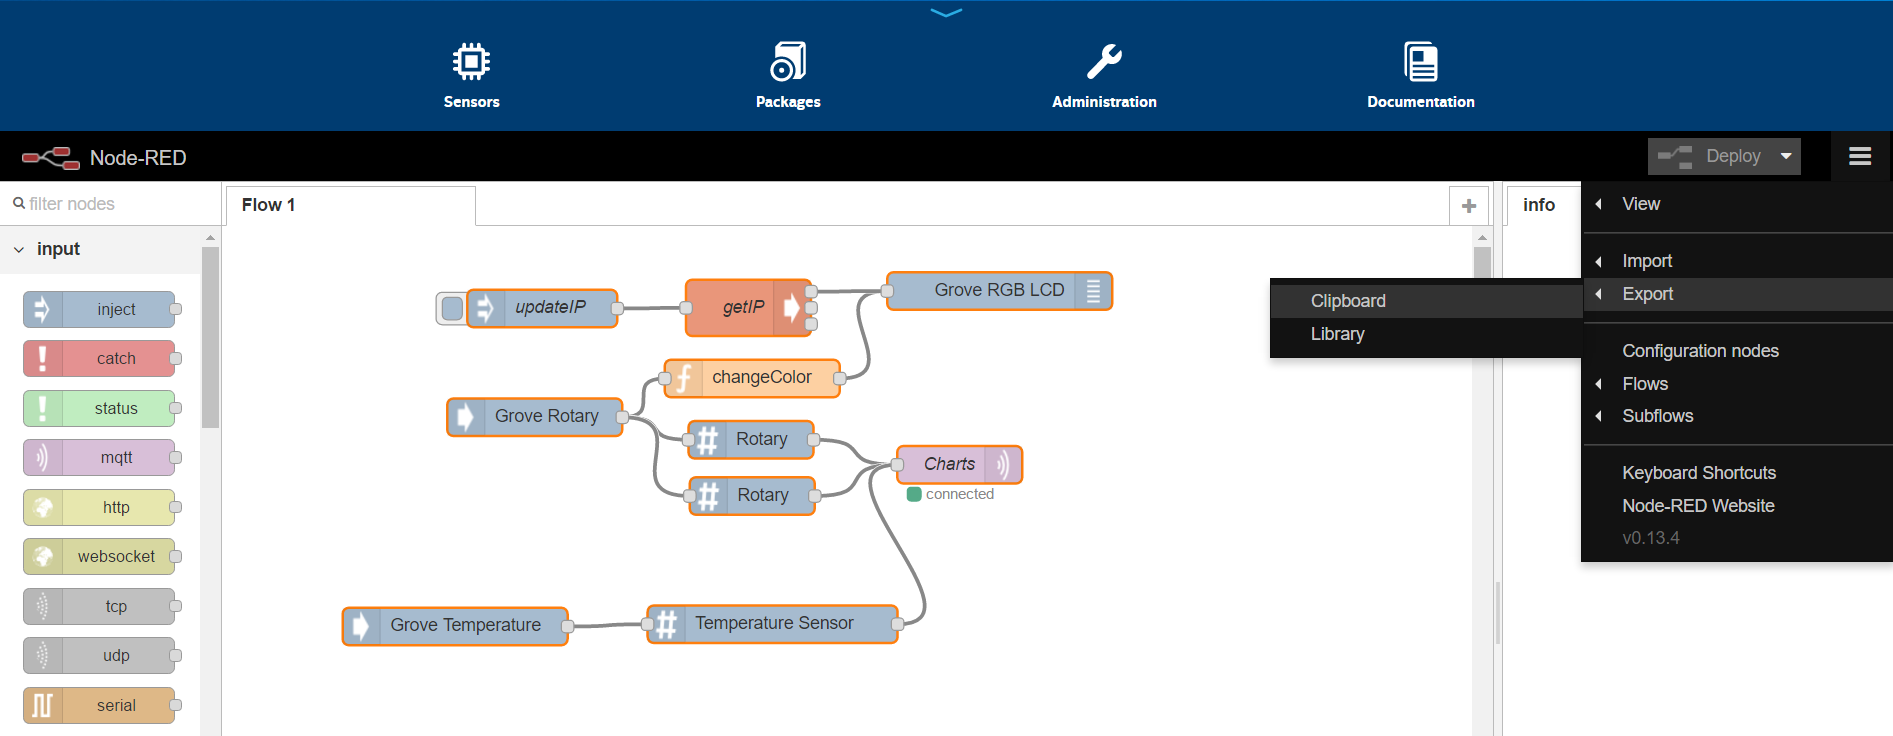 Sensors
Packages
Administration
Documentation
Node-RED
Deploy
filter nodes
Flow 1
info
input
inject
catch
status
mqtt
http
websocket
tcp
udp
serial
updateIP
getIP
Grove RGB LCD
changeColor
Grove Rotary
Rotary
Rotary
Charts
connected
Grove Temperature
Temperature Sensor
Clipboard
Library
View
Import
Export
Configuration nodes
Flows
Subflows
Keyboard Shortcuts
Node-RED Website
v0.13.4